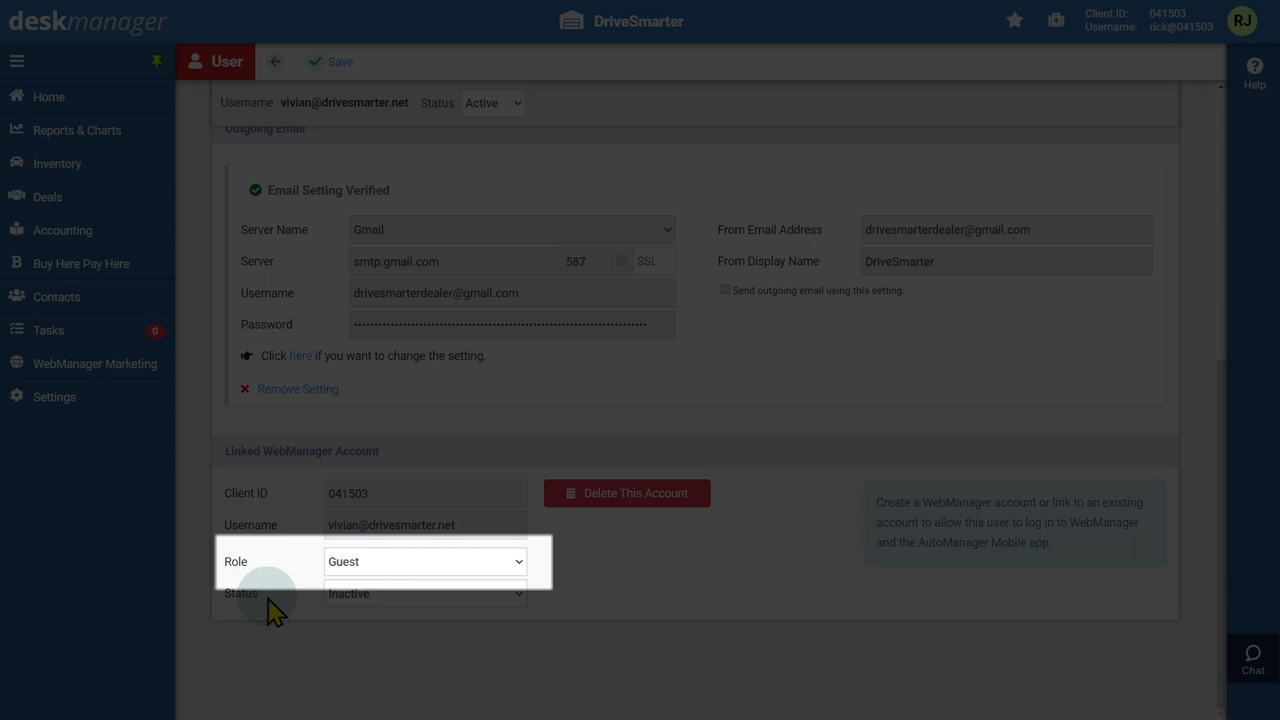 deskmanager
DriveSmarter
Client ID: 041503
Username: rick@041503
RJ
User
Save
Help
Home
Reports & Charts
Inventory
Deals
Accounting
Buy Here Pay Here
Contacts
Tasks 0
WebManager Marketing
Settings
Username vivian@drivesmarter.net Status Active
Outgoing Email
Email Setting Verified
Server Name Gmail From Email Address drivesmarterdealer@gmail.com
Server smtp.gmail.com 587 SSL From Display Name DriveSmarter
Username drivesmarterdealer@gmail.com Send outgoing email using this setting.
Password
Click here if you want to change the setting.
Remove Setting
Linked WebManager Account
Client ID 041503 Delete This Account
Username vivian@drivesmarter.net
Role Guest
Status Inactive
Create a WebManager account or link to an existing
account to allow this user to log in to WebManager
and the AutoManager Mobile app.
Chat